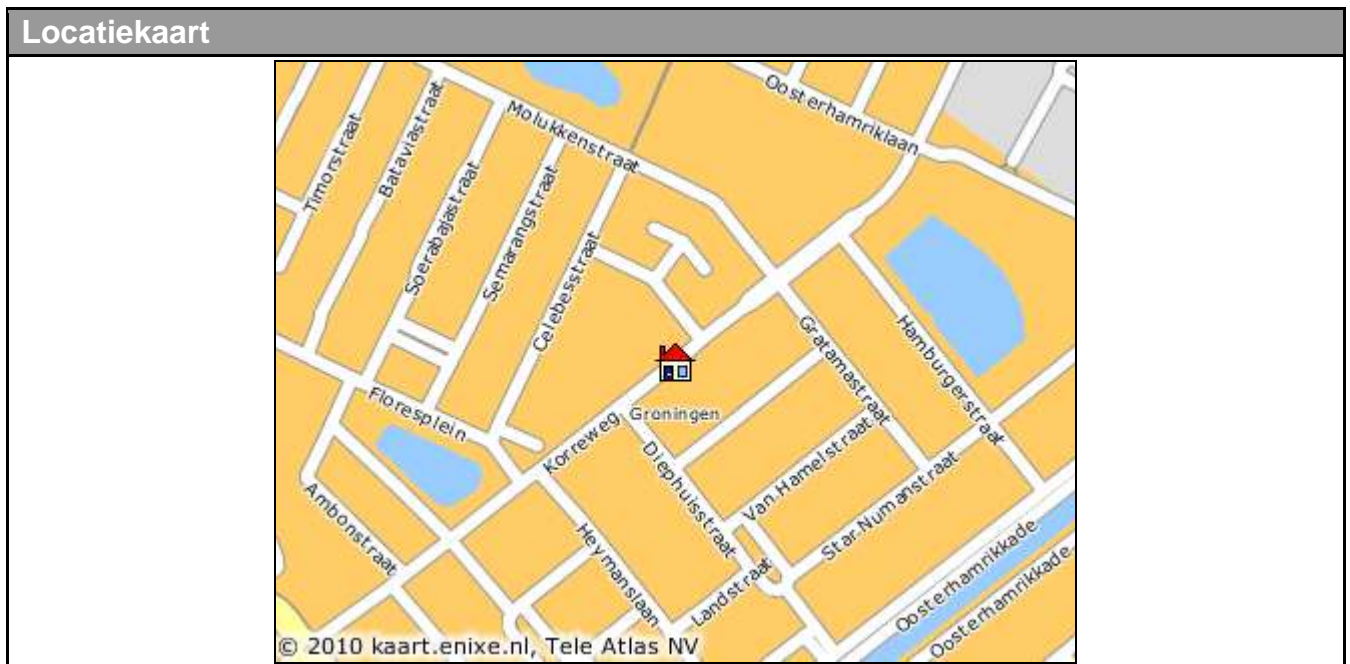 Locatiekaart
Oosterhamriklaan
Molukkenstraat
Bataviastraat
Timorstraat
Soerabajastraat
Semarangstraat
Celebesstraat
Gratamastraat
Hamburgerstraat
Floresplein
Groningen
Korreweg
Diephuisstraat
Van Hamelstraat
Star Numanstraat
Ambonstraat
Heymanslaan
Landstraat
Oosterhamrikkade
Oosterhamrikkade
© 2010 kaart.enixe.nl, Tele Atlas NV